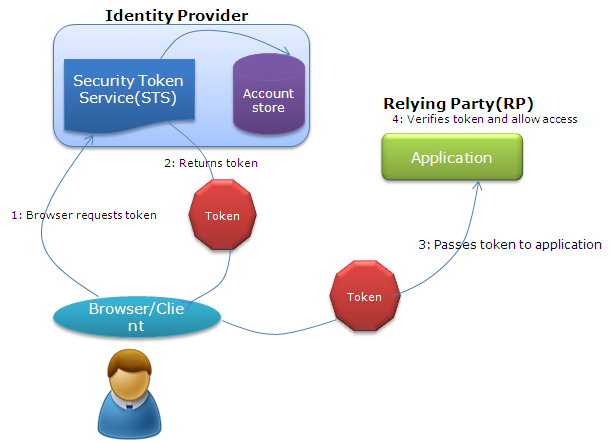 Identity Provider
Security Token
Service(STS)
Account
store
Relying Party(RP)
4: Verifies token and allow access
Application
2: Returns token
1: Browser requests token
Token
3: Passes token to application
Token
Browser/Clie
nt